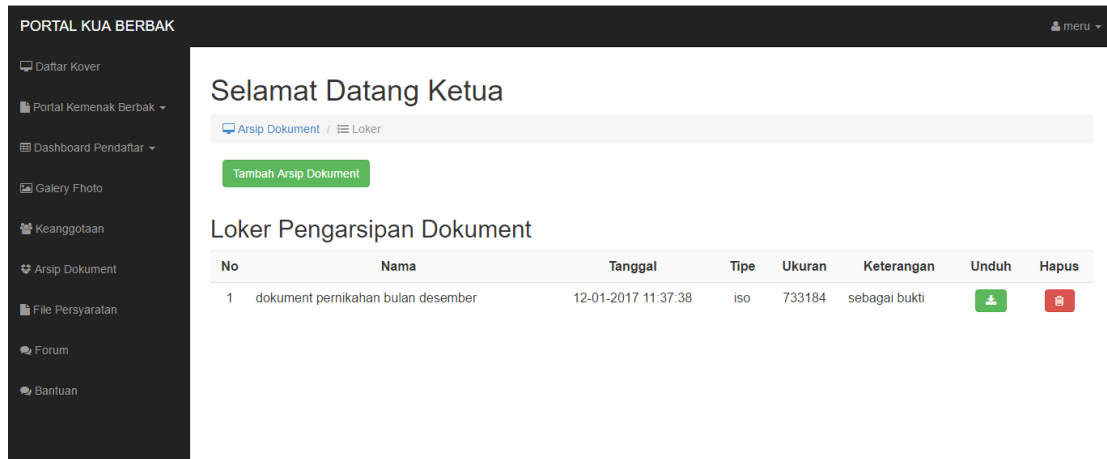 PORTAL KUA BERBAK
meru
Daftar Kover
Portal Kemenak Berbak
Dashboard Pendaftar
Galery Fhoto
Keanggotaan
Arsip Dokument
File Persyaratan
Forum
Bantuan
Selamat Datang Ketua
Arsip Dokument / Loker
Tambah Arsip Dokument
Loker Pengarsipan Dokument
No Nama Tanggal Tipe Ukuran Keterangan Unduh Hapus
1 dokument pernikahan bulan desember 12-01-2017 11:37:38 iso 733184 sebagai bukti